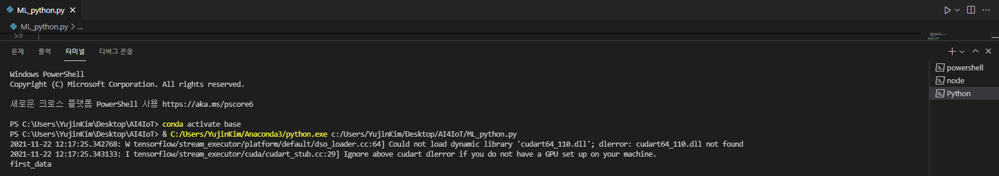 ML_python.py
ML_python.py > ...
59
문제 출력 터미널 디버그 콘솔
Windows PowerShell
Copyright (C) Microsoft Corporation. All rights reserved.
새로운 크로스 플랫폼 PowerShell 사용 https://aka.ms/pscore6
PS C:\Users\YujinKim\Desktop\AI4IoT> conda activate base
PS C:\Users\YujinKim\Desktop\AI4IoT> & C:/Users/YujinKim/Anaconda3/python.exe c:/Users/YujinKim/Desktop/AI4IoT/ML_python.py
2021-11-22 12:17:25.342768: W tensorflow/stream_executor/platform/default/dso_loader.cc:64] Could not load dynamic library 'cudart64_110.dll'; dlerror: cudart64_110.dll not found
2021-11-22 12:17:25.343133: I tensorflow/stream_executor/cuda/cudart_stub.cc:29] Ignore above cudart dlerror if you do not have a GPU set up on your machine.
first_data
powershell
node
Python